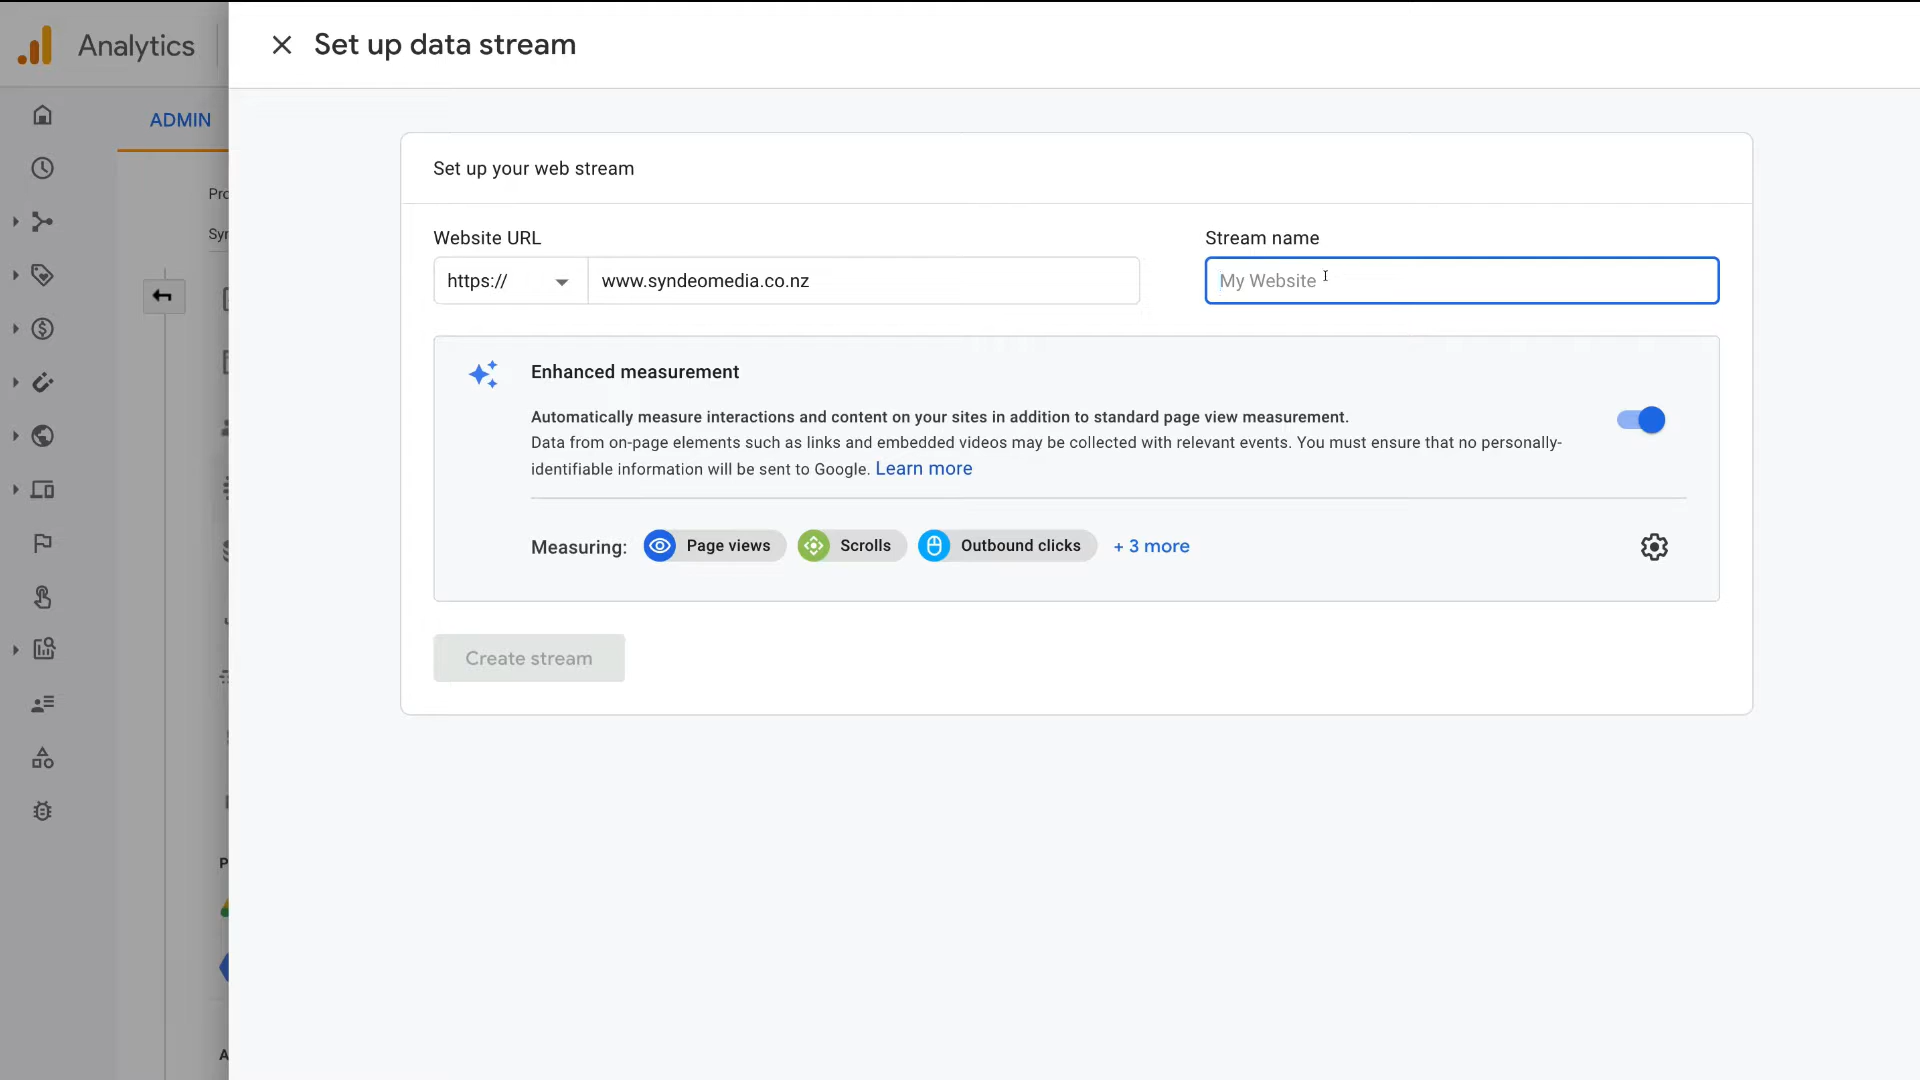 Analytics
Set up data stream
ADMIN
Set up your web stream
Website URL
Stream name
https://
www.syndeomedia.co.nz
My Website
Enhanced measurement
Automatically measure interactions and content on your sites in addition to standard page view measurement.
Data from on-page elements such as links and embedded videos may be collected with relevant events. You must ensure that no personally-
identifiable information will be sent to Google. Learn more
Measuring:
Page views
Scrolls
Outbound clicks
+ 3 more
Create stream